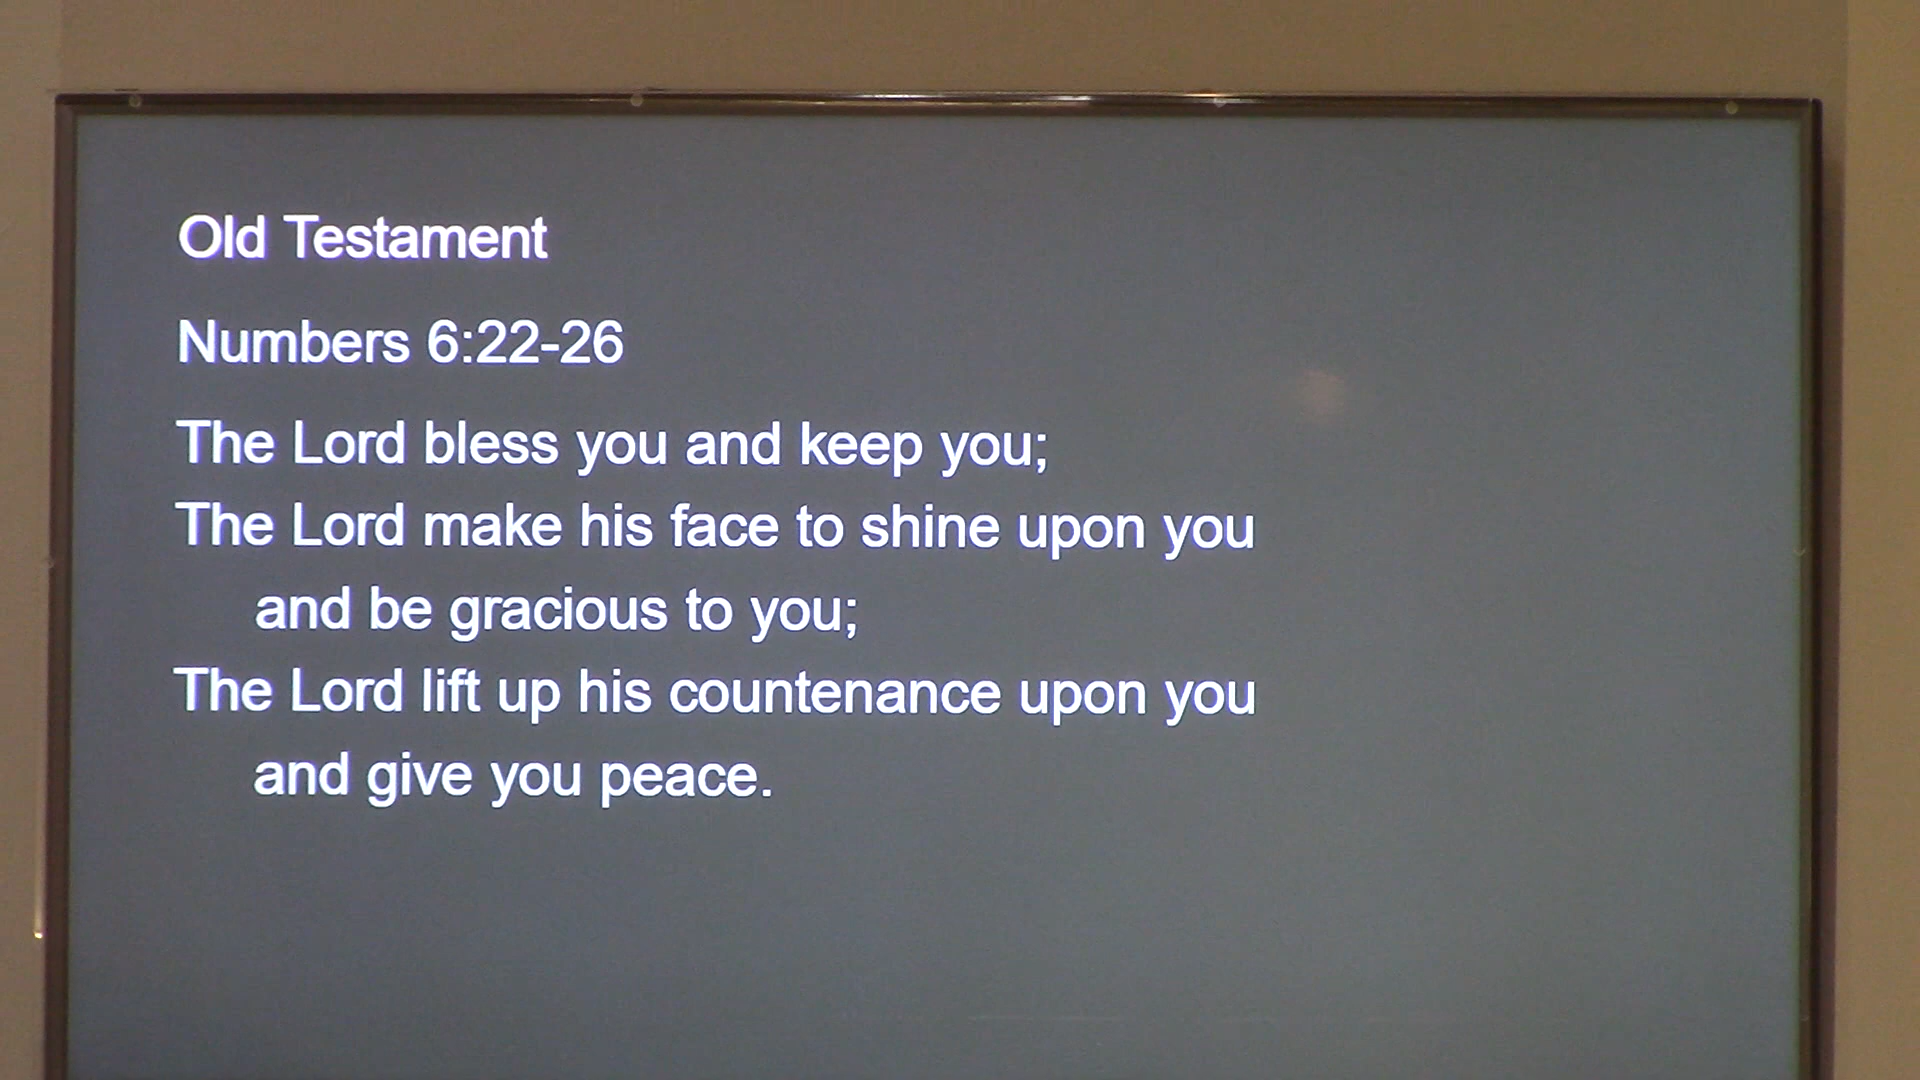 Old Testament
Numbers 6:22-26
The Lord bless you and keep you;
The Lord make his face to shine upon you
and be gracious to you;
The Lord lift up his countenance upon you
and give you peace.